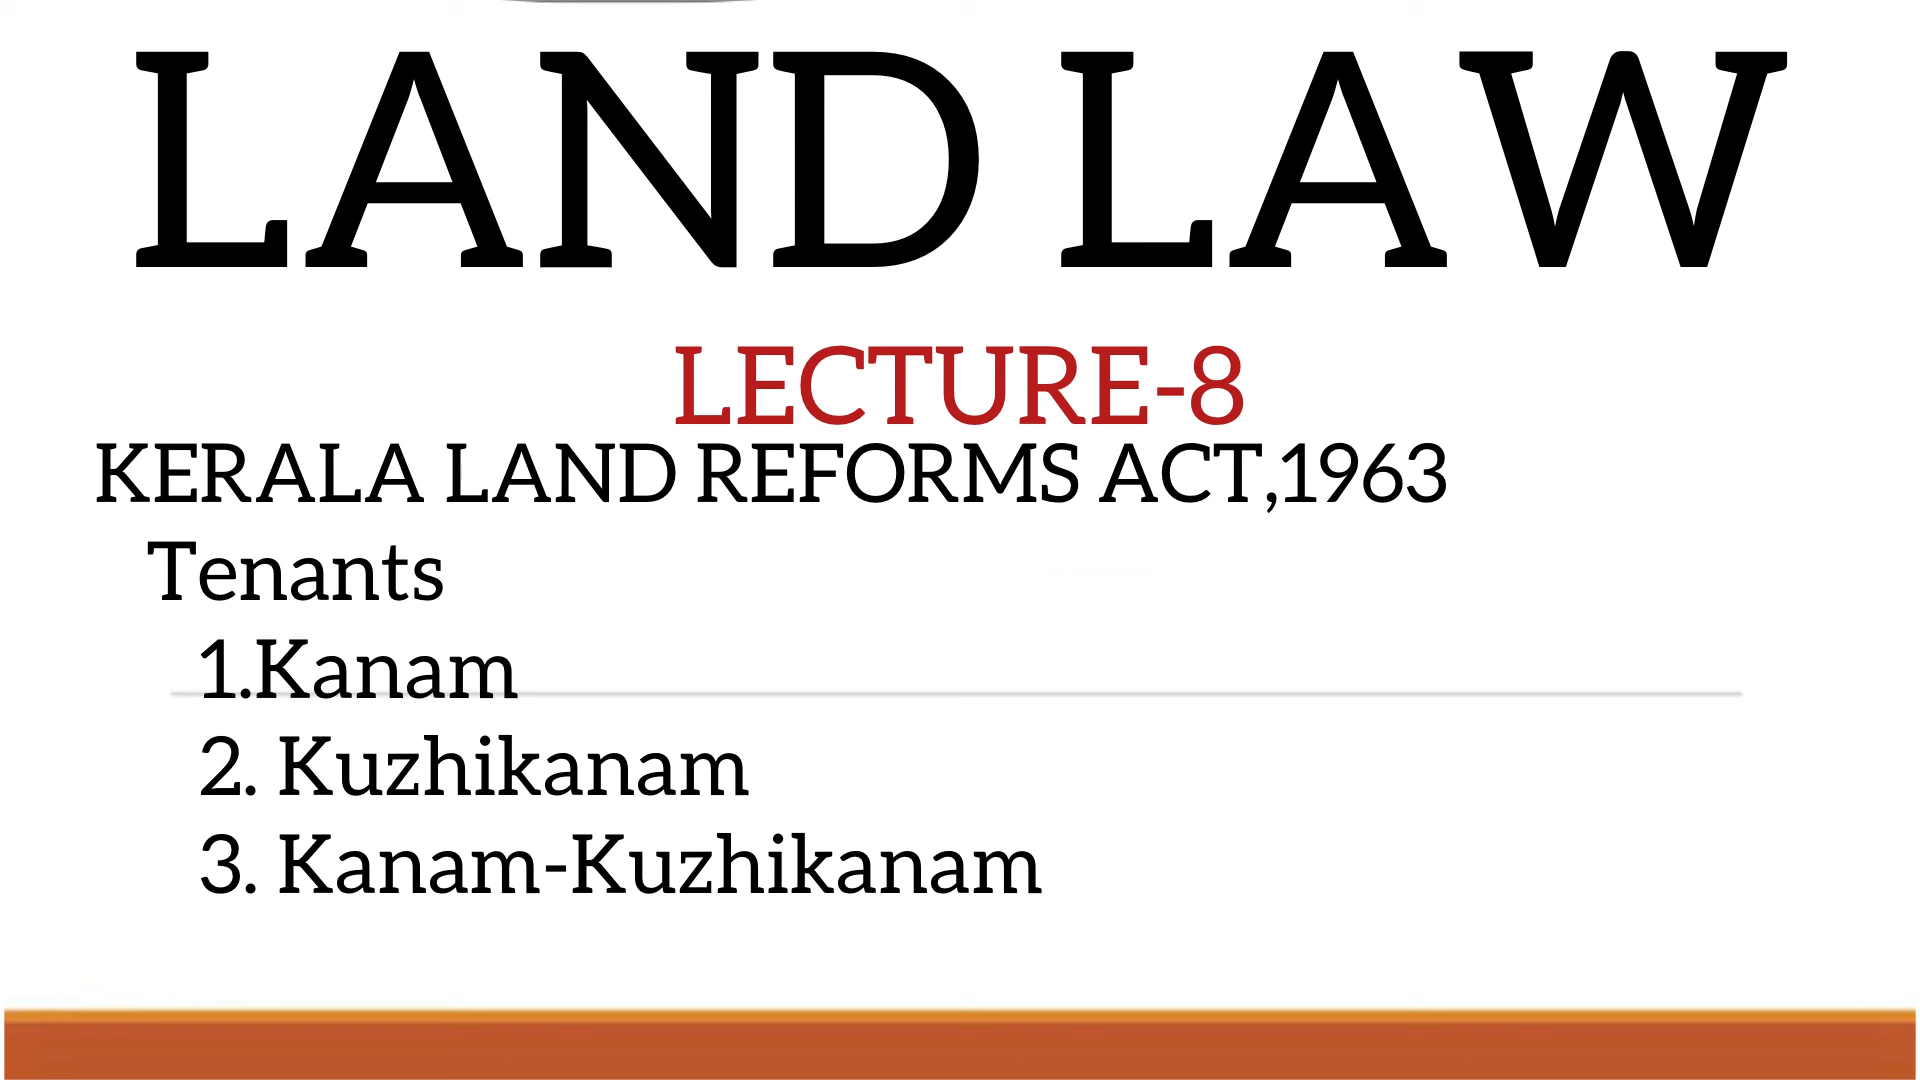 LAND LAW
LECTURE-8
KERALA LAND REFORMS ACT,1963
Tenants
1.Kanam
2. Kuzhikanam
3. Kanam-Kuzhikanam